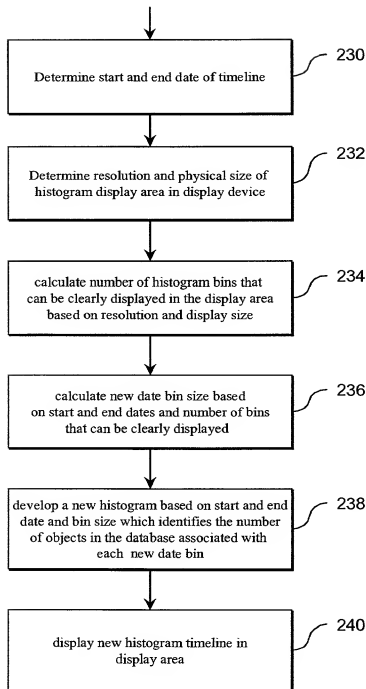 Determine start and end date of timeline
230
Determine resolution and physical size of
histogram display area in display device
232
calculate number of histogram bins that
can be clearly displayed in the display area
based on resolution and display size
234
calculate new date bin size based
on start and end dates and number of bins
that can be clearly displayed
236
develop a new histogram based on start and end
date and bin size which identifies the number
of objects in the database associated with
each new date bin
238
display new histogram timeline in
display area
240